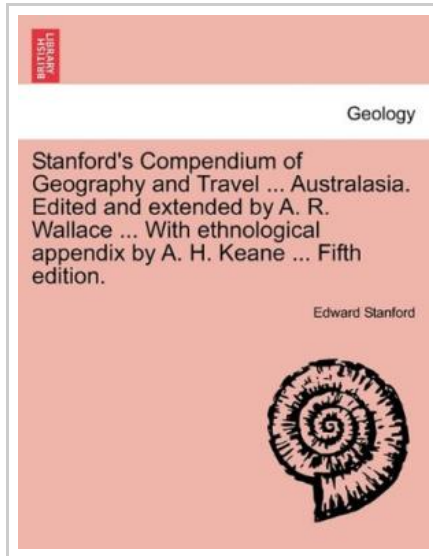 BRITISH
LIBRARY
Geology
Stanford's Compendium of
Geography and Travel ... Australasia.
Edited and extended by A. R.
Wallace ... With ethnological
appendix by A. H. Keane ... Fifth
edition.
Edward Stanford